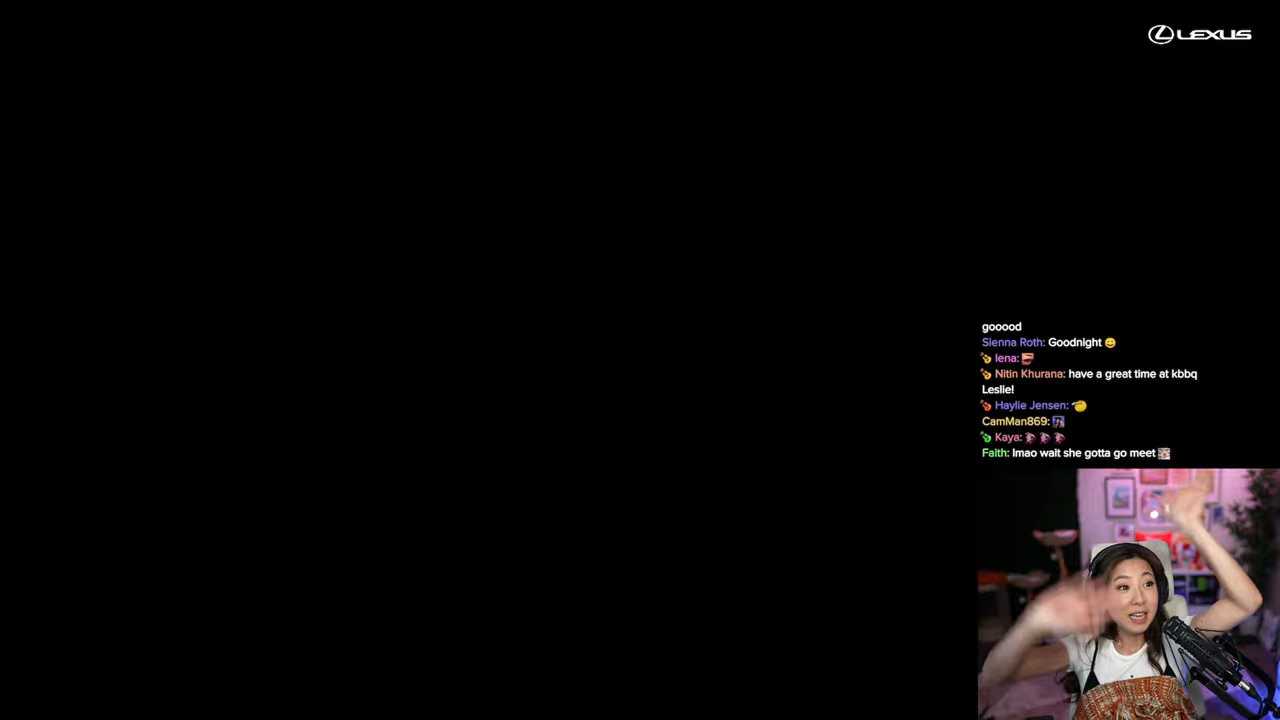 LEXUS
gooood
Sienna Roth: Goodnight 😀
lena:
Nitin Khurana: have a great time at kbbq
Leslie!
Haylie Jensen:
CamMan869:
Kaya:
Faith: lmao wait she gotta go meet